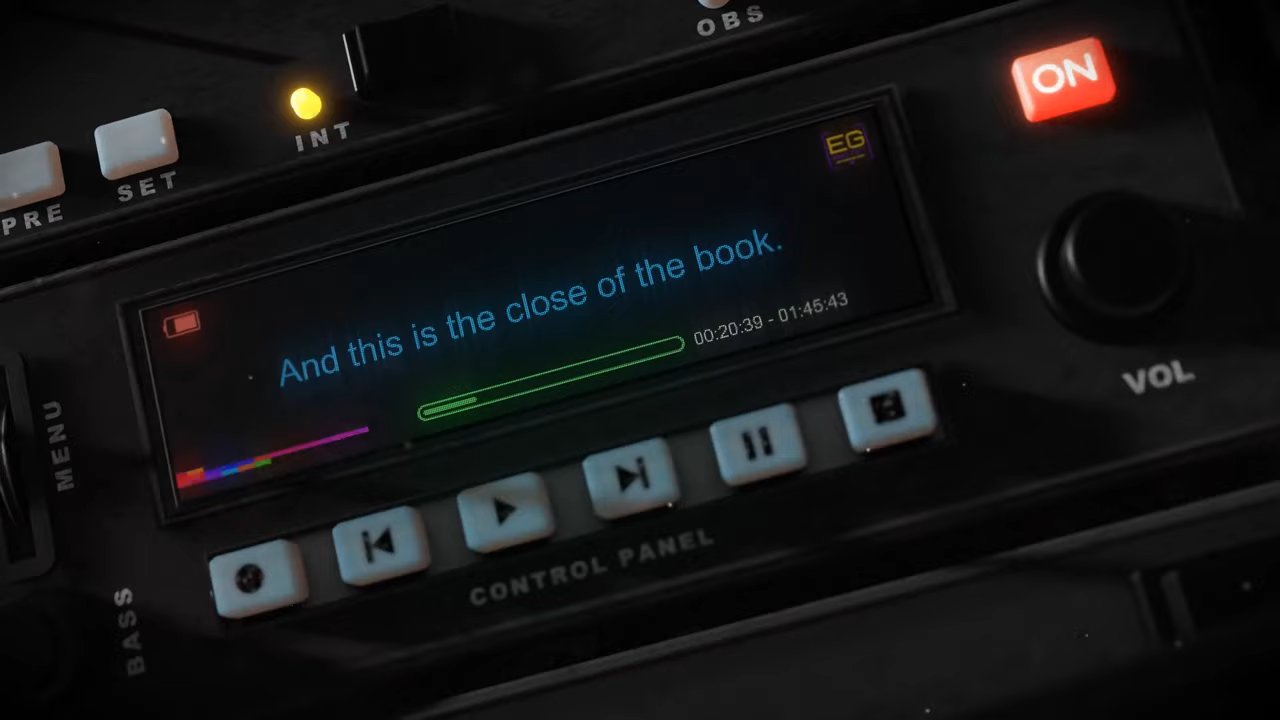 OBS
ON
INT
SET
PRE
EG
And this is the close of the book.
00:20:39 - 01:45:43
VOL
MENU
CONTROL PANEL
BASS